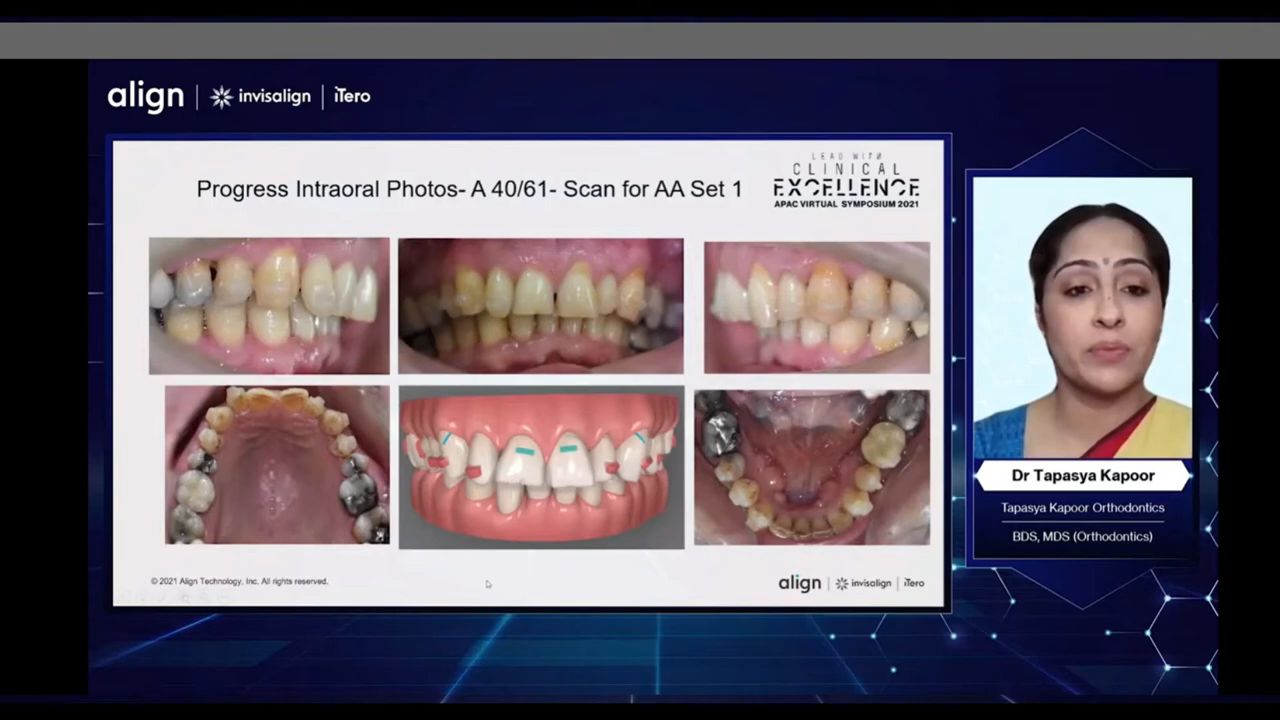 align | invisalign | iTero
Progress Intraoral Photos- A 40/61- Scan for AA Set 1
LEAD WITH
CLINICAL
EXCELLENCE
APAC VIRTUAL SYMPOSIUM 2021
Dr Tapasya Kapoor
Tapasya Kapoor Orthodontics
BDS, MDS (Orthodontics)
© 2021 Align Technology, Inc. All rights reserved.
align | invisalign | iTero